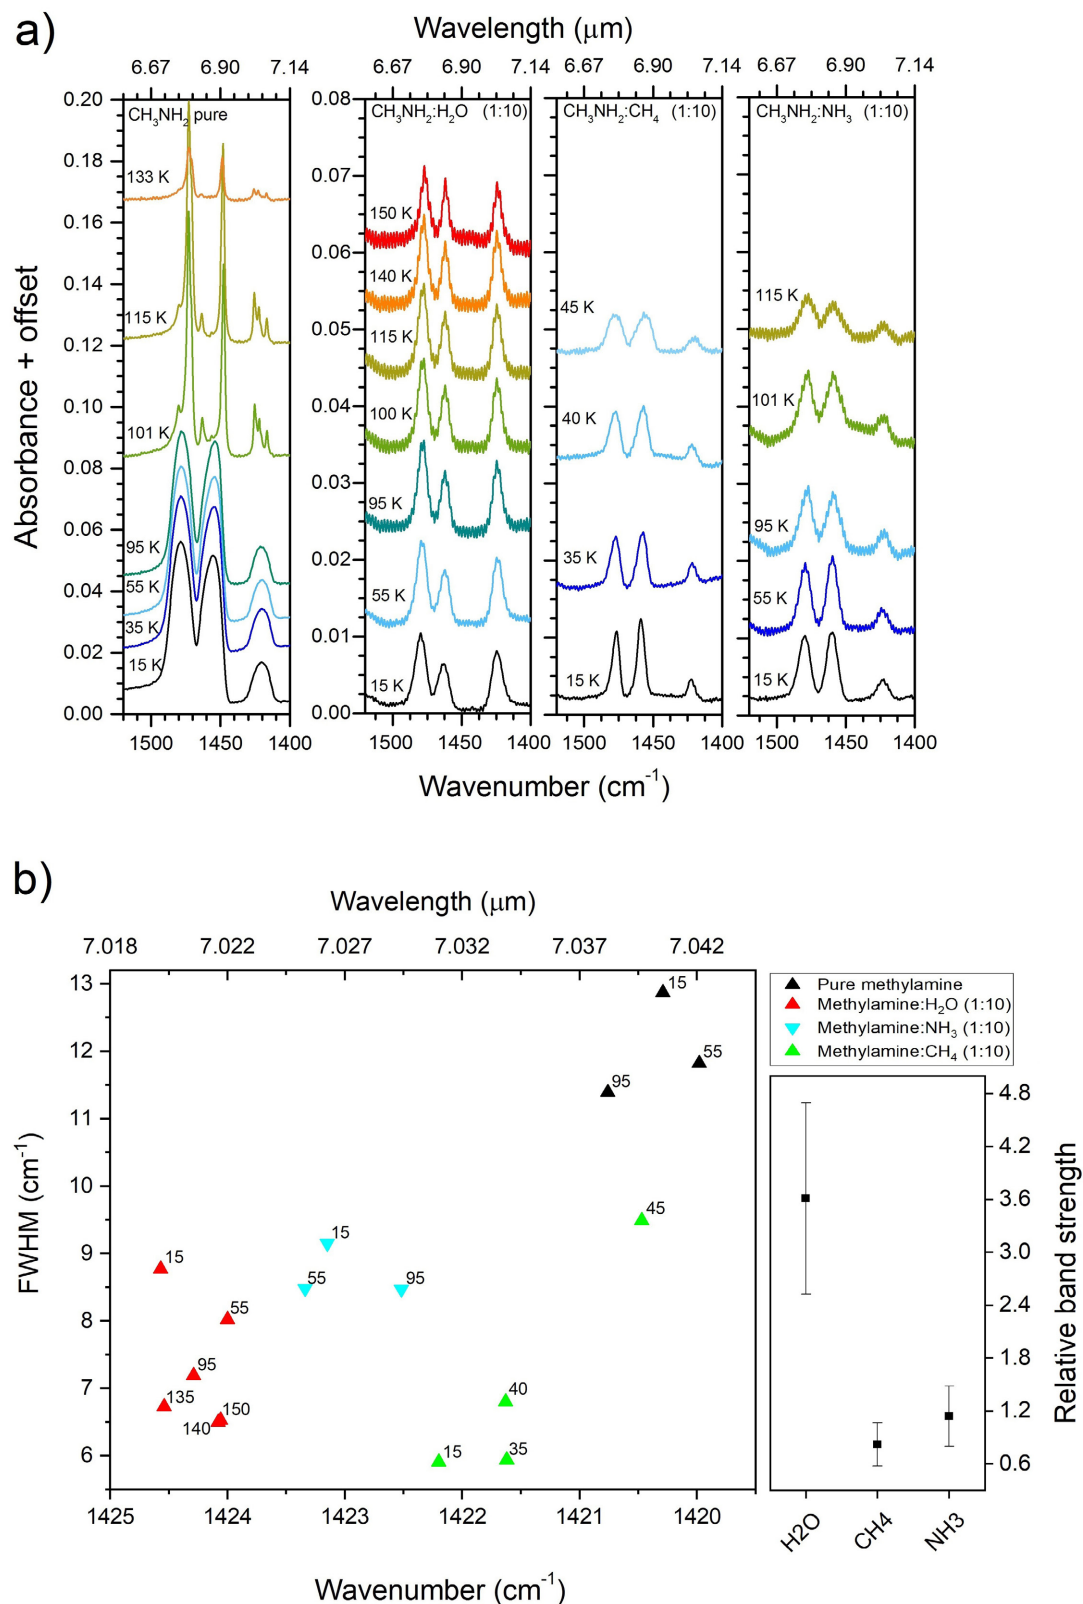 a)
Wavelength (μm)
6.67 6.90 7.14 6.67 6.90 7.14 6.67 6.90 7.14 6.67 6.90 7.14
CH3NH2 pure
133 K
115 K
101 K
95 K
55 K
35 K
15 K
0.20
0.18
0.16
0.14
0.12
0.10
0.08
0.06
0.04
0.02
0.00
1500 1450 1400
CH3NH2:H2O (1:10)
150 K
140 K
115 K
100 K
95 K
55 K
15 K
0.08
0.07
0.06
0.05
0.04
0.03
0.02
0.01
0.00
1500 1450 1400
CH3NH2:CH4 (1:10)
45 K
40 K
35 K
15 K
1500 1450 1400
CH3NH2:NH3 (1:10)
115 K
101 K
95 K
55 K
15 K
1500 1450 1400
Absorbance + offset
Wavenumber (cm-1)
b)
Wavelength (μm)
7.018 7.022 7.027 7.032 7.038 7.042
13
12
11
10
9
8
7
6
FWHM (cm-1)
15
55
95
45
15
55
95
15
55
95
135
150
140
40
15
35
1425 1424 1423 1422 1421 1420
Wavenumber (cm-1)
Pure methylamine
Methylamine:H2O (1:10)
Methylamine:NH3 (1:10)
Methylamine:CH4 (1:10)
4.8
4.2
3.6
3.0
2.4
1.8
1.2
0.6
Relative band strength
H2O CH4 NH3